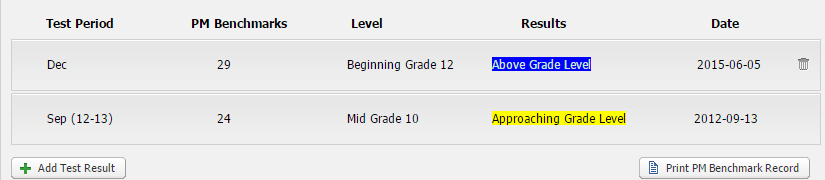 Test Period PM Benchmarks Level Results Date
Dec 29 Beginning Grade 12 Above Grade Level 2015-06-05
Sep (12-13) 24 Mid Grade 10 Approaching Grade Level 2012-09-13
Add Test Result Print PM Benchmark Record